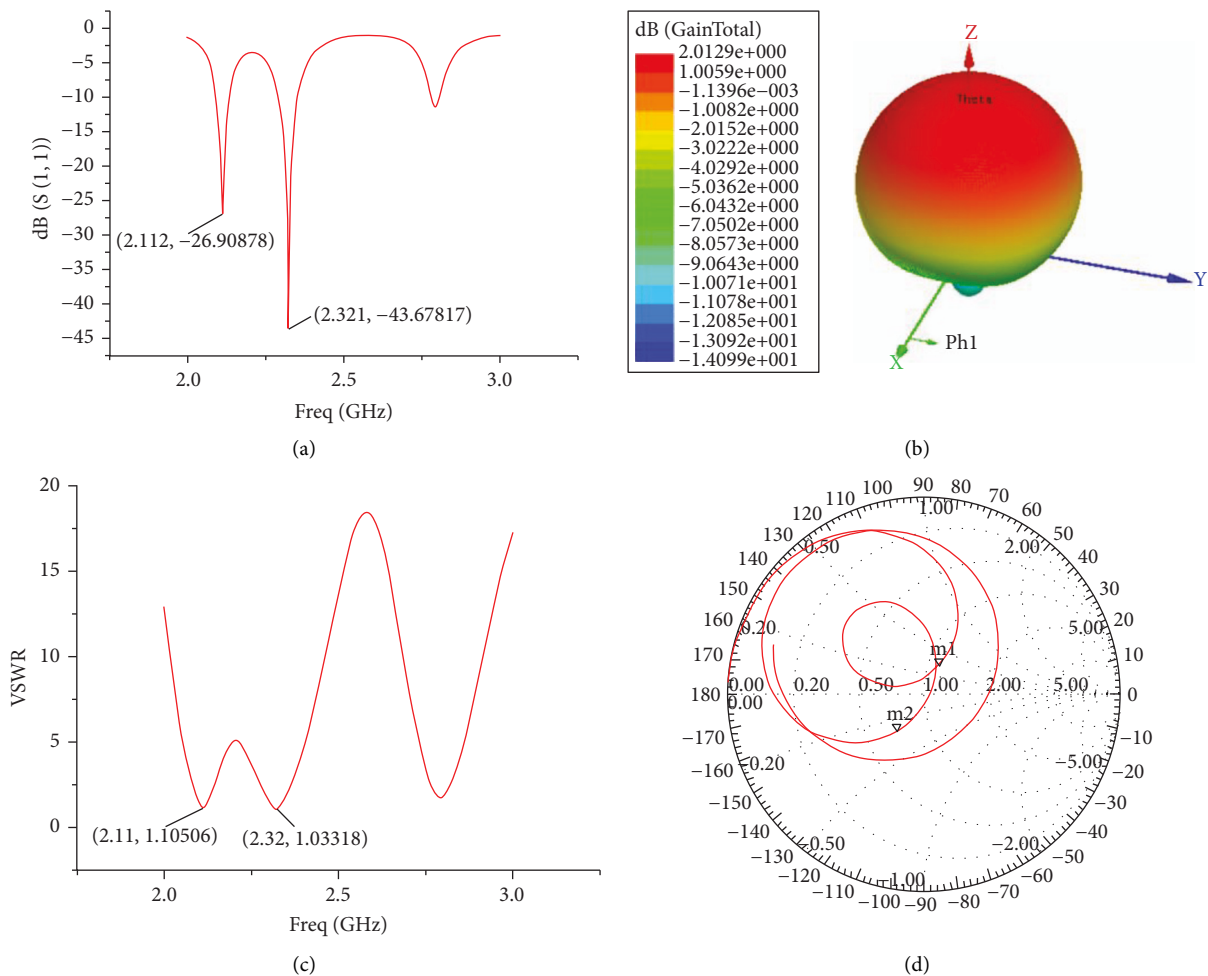 0
−5
−10
−15
−20
−25
−30
−35
−40
−45
dB (S (1,1))
(2.112, −26.90878)
(2.321, −43.67817)
2.0 2.5 3.0
Freq (GHz)
(a)
dB (GainTotal)
2.0129e+000
1.0059e+000
−1.1396e−003
−1.0082e+000
−2.0152e+000
−3.0222e+000
−4.0292e+000
−5.0362e+000
−6.0432e+000
−7.0502e+000
−8.0573e+000
−9.0643e+000
−1.0071e+001
−1.1078e+001
−1.2085e+001
−1.3092e+001
−1.4099e+001
Z
Theta
Y
Ph1
X
(b)
20
15
10
5
0
VSWR
(2.11, 1.10506)
(2.32, 1.03318)
2.0 2.5 3.0
Freq (GHz)
(c)
90
100 80
110 70
120 60
130 50
140 40
150 30
160 20
170 10
180 0
−170 −10
−160 −20
−150 −30
−140 −40
−130 −50
−120 −60
−110 −70
−100 −90 −80
1.00
0.50 2.00
0.20 5.00
m1
0.00 0.20 0.50 1.00 2.00 5.00
0.00
m2
−0.20 −5.00
−0.50 −2.00
−1.00
(d)